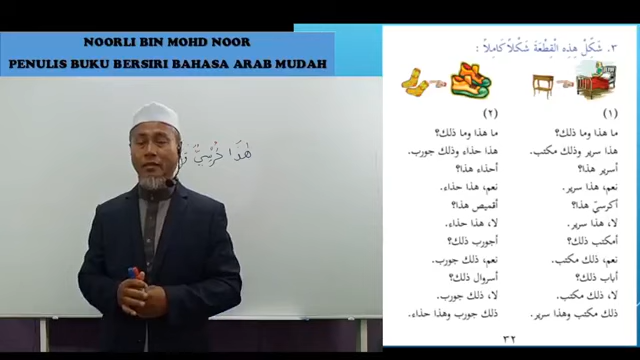 NOORLI BIN MOHD NOOR
PENULIS BUKU BERSIRI BAHASA ARAB MUDAH
هَٰذَا كُرْسِيٌّ
٣. شَكِّلْ هَذِهِ الْقِطْعَةَ شَكْلاً كَامِلاً :
(١)
ما هذا وما ذلك؟
هذا سرير وذلك مكتب.
أسرير هذا؟
نعم، هذا سرير.
أكرسيّ هذا؟
لا، هذا سرير.
أمكتب ذلك؟
نعم، ذلك مكتب.
أباب ذلك؟
لا، ذلك مكتب.
ذلك مكتب وهذا سرير.
(٢)
ما هذا وما ذلك؟
هذا حذاء وذلك جورب.
أحذاء هذا؟
نعم، هذا حذاء.
أقميص هذا؟
لا، هذا حذاء.
أجورب ذلك؟
نعم، ذلك جورب.
أسروال ذلك؟
لا، ذلك جورب.
ذلك جورب وهذا حذاء.
٣٢